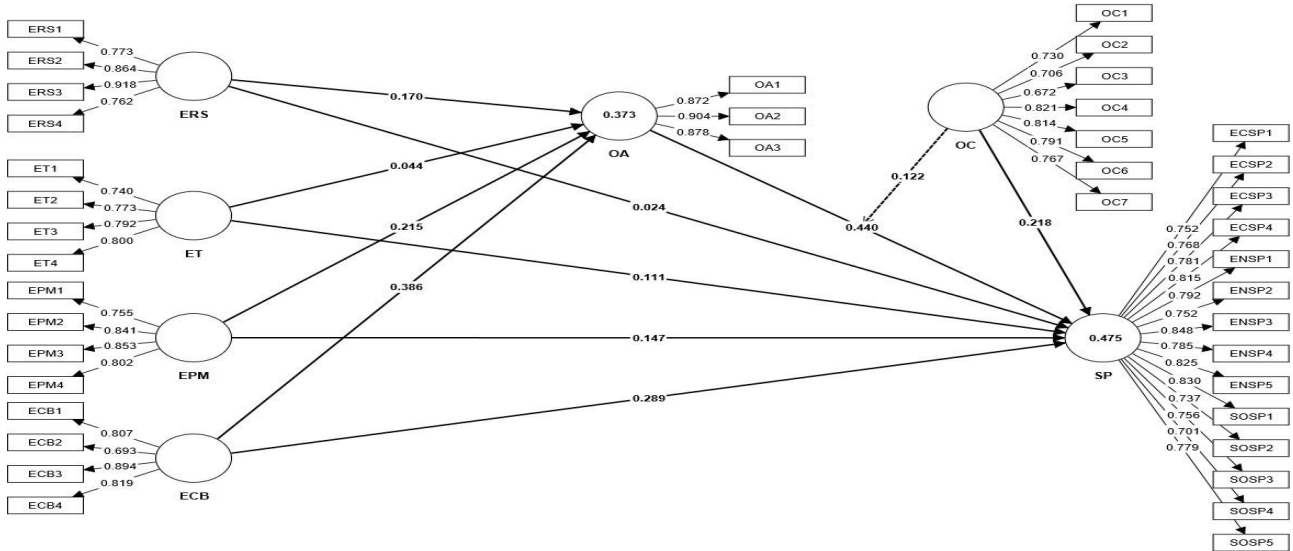 ERS1
ERS2
ERS3
ERS4
0.773
0.864
0.918
0.762
ERS
ET1
ET2
ET3
ET4
0.740
0.773
0.792
0.800
ET
EPM1
EPM2
EPM3
EPM4
0.755
0.841
0.853
0.802
EPM
ECB1
ECB2
ECB3
ECB4
0.807
0.693
0.894
0.819
ECB
0.170
0.044
0.215
0.386
0.024
0.111
0.147
0.289
0.373
OA
0.872
0.904
0.878
OA1
OA2
OA3
0.440
0.122
0.218
OC
0.730
0.706
0.672
0.821
0.814
0.791
0.767
OC1
OC2
OC3
OC4
OC5
OC6
OC7
0.475
SP
0.752
0.768
0.781
0.815
0.792
0.752
0.848
0.785
0.825
0.830
0.737
0.756
0.701
0.779
ECSP1
ECSP2
ECSP3
ECSP4
ENSP1
ENSP2
ENSP3
ENSP4
ENSP5
SOSP1
SOSP2
SOSP3
SOSP4
SOSP5